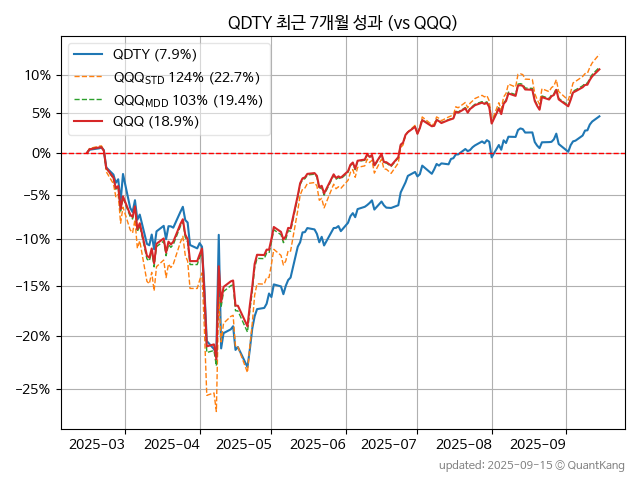 QDTY 최근 7개월 성과 (vs QQQ)
QDTY (7.9%)
QQQSTD 124% (22.7%)
QQQMDD 103% (19.4%)
QQQ (18.9%)
10%
5%
0%
−5%
−10%
−15%
−20%
−25%
2025-03 2025-04 2025-05 2025-06 2025-07 2025-08 2025-09
updated: 2025-09-15 ⓒ QuantKang